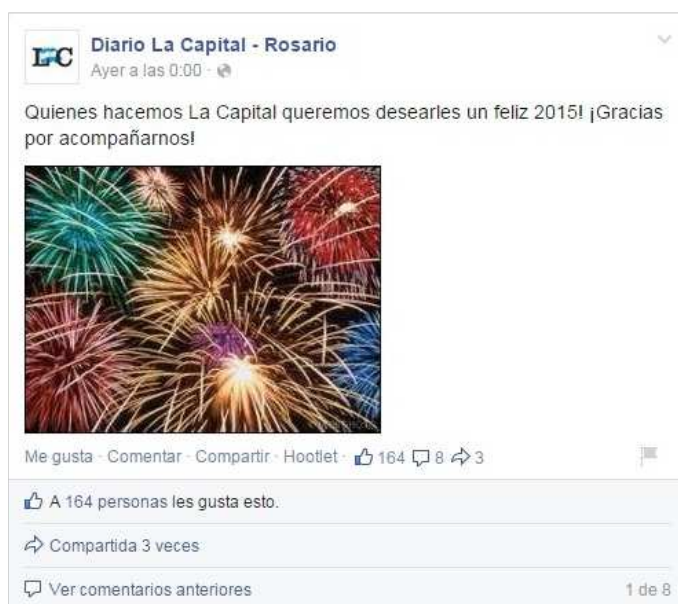 LC
Diario La Capital - Rosario
Ayer a las 0:00 ·
Quienes hacemos La Capital queremos desearles un feliz 2015! ¡Gracias
por acompañarnos!
Me gusta · Comentar · Compartir · Hootlet · 164 8 3
A 164 personas les gusta esto.
Compartida 3 veces
Ver comentarios anteriores 1 de 8